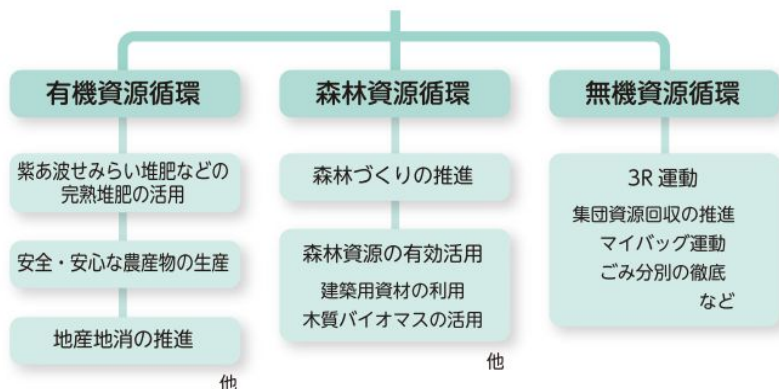 有機資源循環
紫あ波せみらい堆肥などの
完熟堆肥の活用
安全・安心な農産物の生産
地産地消の推進
他
森林資源循環
森林づくりの推進
森林資源の有効活用
建築用資材の利用
木質バイオマスの活用
他
無機資源循環
3R 運動
集団資源回収の推進
マイバッグ運動
ごみ分別の徹底
など